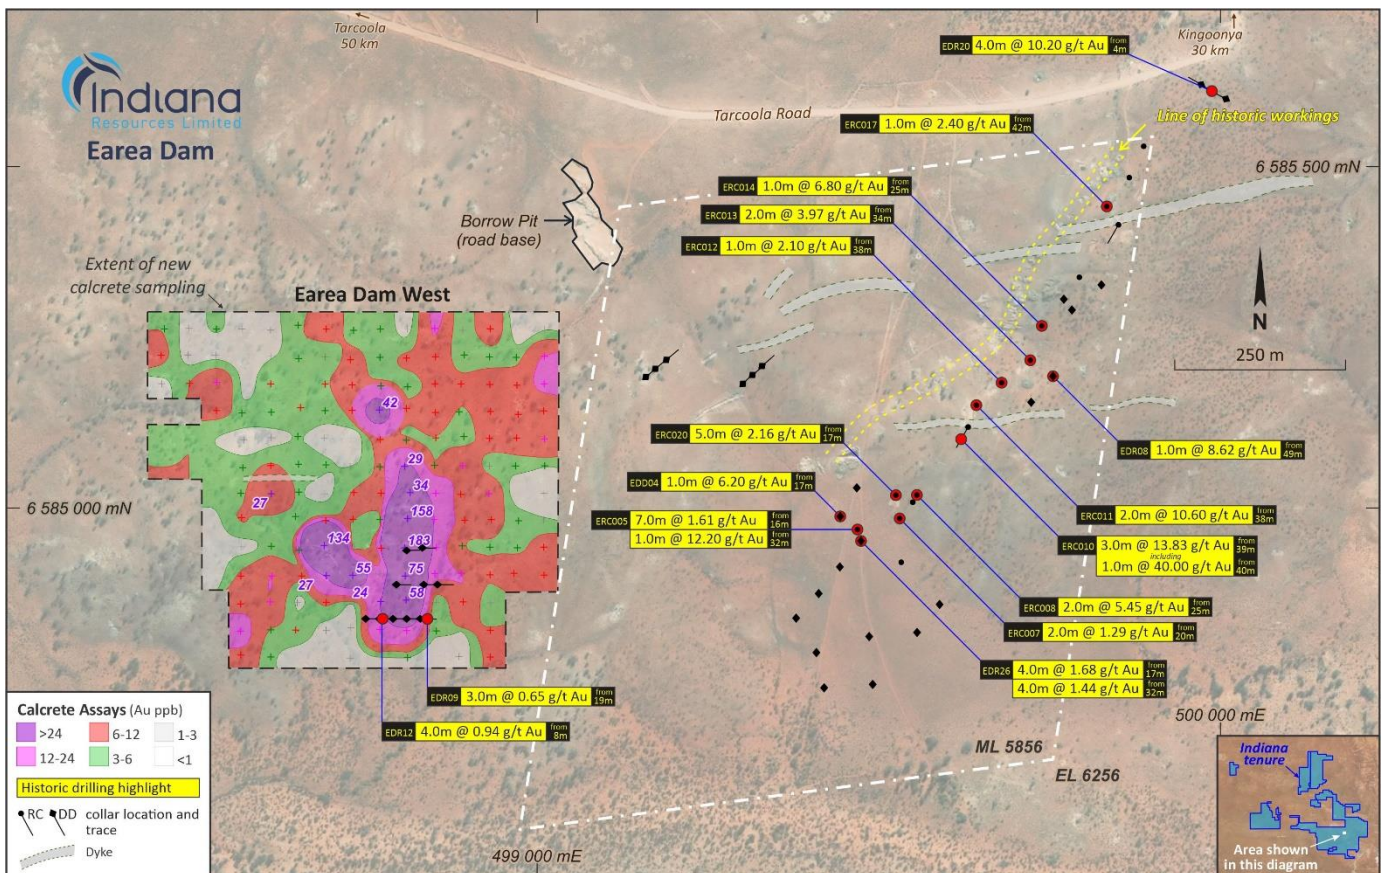 Tarcoola
50 km
Kingoonya
30 km
EDR20 4.0m @ 10.20 g/t Au from 4m
Indiana
Resources Limited
Earea Dam
Tarcoola Road
Line of historic workings
ERC017 1.0m @ 2.40 g/t Au from 42m
6 585 500 mN
ERC014 1.0m @ 6.80 g/t Au from 25m
ERC013 2.0m @ 3.97 g/t Au from 34m
ERC012 1.0m @ 2.10 g/t Au from 38m
Borrow Pit
(road base)
Extent of new
calcrete sampling
Earea Dam West
N
250 m
42
29
34
158
27
183
134
55
75
27
24
58
ERC020 5.0m @ 2.16 g/t Au from 17m
EDR08 1.0m @ 8.62 g/t Au from 49m
EDD04 1.0m @ 6.20 g/t Au from 17m
6 585 000 mN
ERC005 7.0m @ 1.61 g/t Au from 16m
1.0m @ 12.20 g/t Au from 32m
ERC011 2.0m @ 10.60 g/t Au from 38m
ERC010 3.0m @ 13.83 g/t Au from 39m
including
1.0m @ 40.00 g/t Au from 40m
ERC008 2.0m @ 5.45 g/t Au from 25m
ERC007 2.0m @ 1.29 g/t Au from 20m
EDR26 4.0m @ 1.68 g/t Au from 17m
4.0m @ 1.44 g/t Au from 32m
EDR09 3.0m @ 0.65 g/t Au from 19m
EDR12 4.0m @ 0.94 g/t Au from 8m
500 000 mE
ML 5856
EL 6256
499 000 mE
Calcrete Assays (Au ppb)
>24 6-12 1-3
12-24 3-6 <1
Historic drilling highlight
RC DD collar location and
trace
Dyke
Indiana
tenure
Area shown
in this diagram